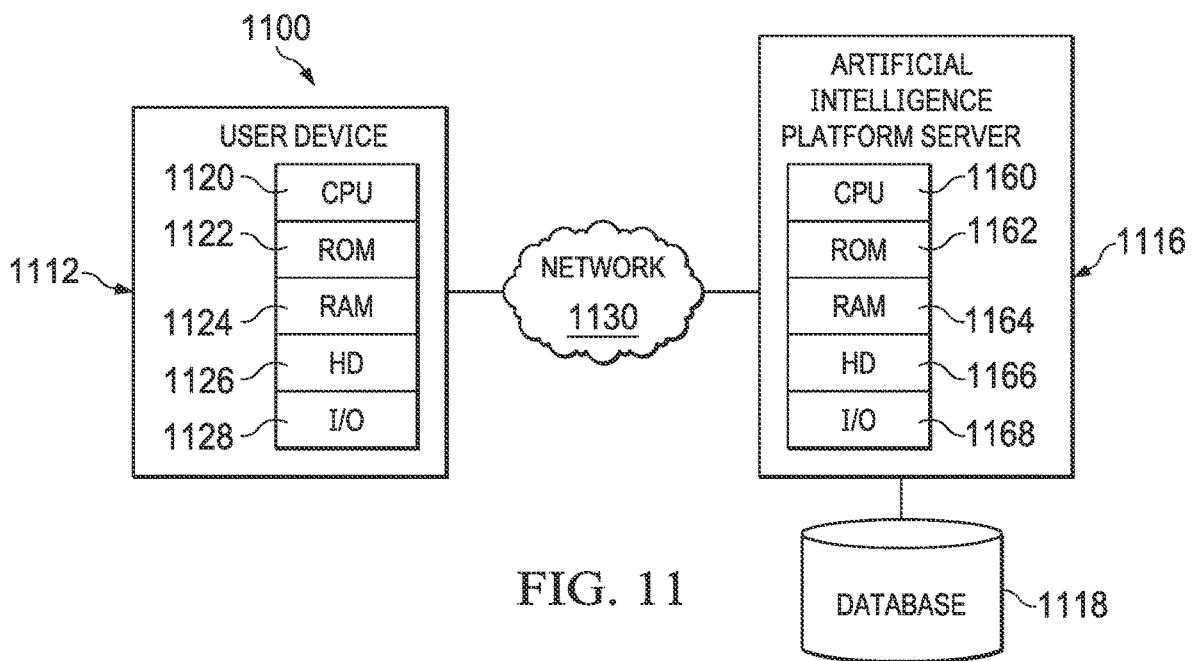 1100
USER DEVICE
1120
CPU
1122
ROM
1112
1124
RAM
1126
HD
1128
I/O
NETWORK
1130
ARTIFICIAL
INTELLIGENCE
PLATFORM SERVER
CPU
1160
ROM
1162
1116
RAM
1164
HD
1166
I/O
1168
DATABASE
1118
FIG. 11